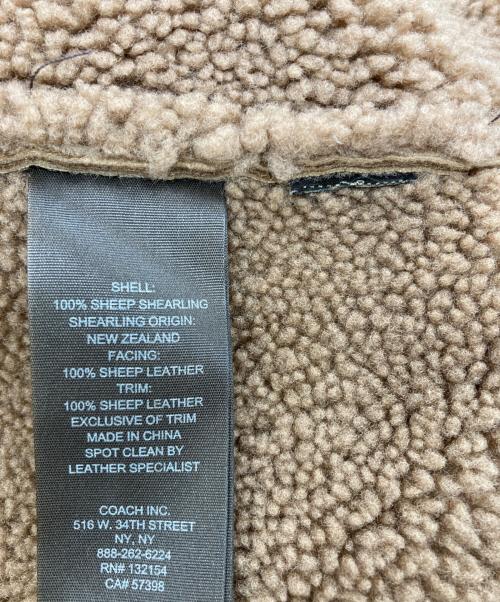 SHELL:
100% SHEEP SHEARLING
SHEARLING ORIGIN:
NEW ZEALAND
FACING:
100% SHEEP LEATHER
TRIM:
100% SHEEP LEATHER
EXCLUSIVE OF TRIM
MADE IN CHINA
SPOT CLEAN BY
LEATHER SPECIALIST
COACH INC.
516 W. 34TH STREET
NY, NY
888-262-6224
RN# 132154
CA# 57398